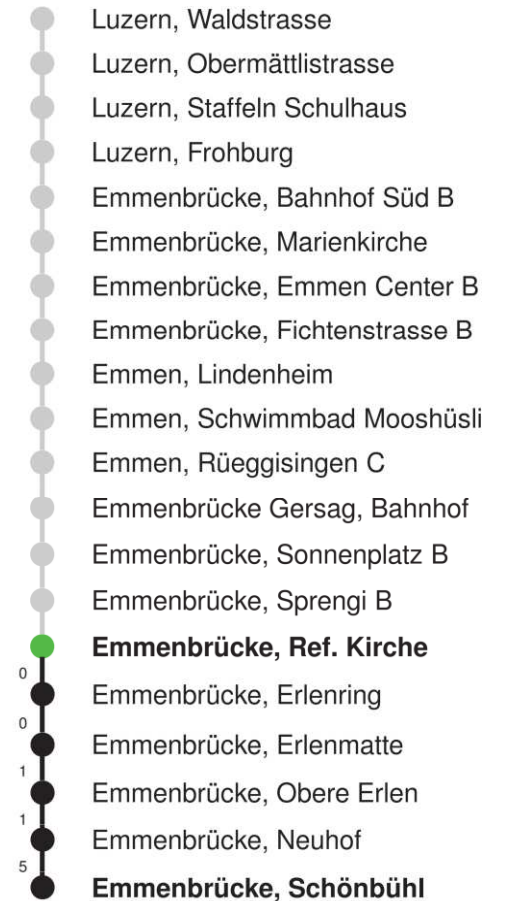 Luzern, Waldstrasse
Luzern, Obermättlistrasse
Luzern, Staffeln Schulhaus
Luzern, Frohburg
Emmenbrücke, Bahnhof Süd B
Emmenbrücke, Marienkirche
Emmenbrücke, Emmen Center B
Emmenbrücke, Fichtenstrasse B
Emmen, Lindenheim
Emmen, Schwimmbad Mooshüsli
Emmen, Rüeggisingen C
Emmenbrücke Gersag, Bahnhof
Emmenbrücke, Sonnenplatz B
Emmenbrücke, Sprengi B
Emmenbrücke, Ref. Kirche
0
Emmenbrücke, Erlenring
0
Emmenbrücke, Erlenmatte
1
Emmenbrücke, Obere Erlen
1
Emmenbrücke, Neuhof
5
Emmenbrücke, Schönbühl